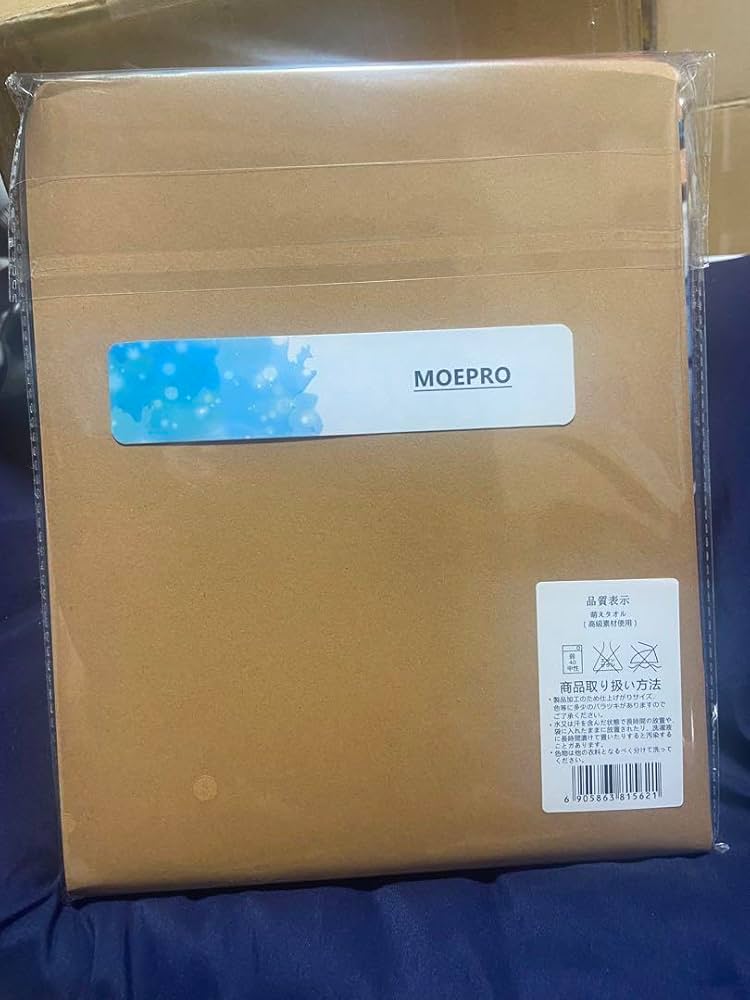 MOEPRO
品質表示
萌えタオル
(高級素材使用)
弱
40
中性
商品取り扱い方法
・製品加工のため仕上げがりサイズ、
色等に多少のバラツキがありますので
ご了承ください。
・水又は汗を含んだ状態で長時間の放置や、
袋に入れたままに放置されたり、洗濯液
に長時間漬けて置いたりすると汚染する
ことガあります。
・色物は他の衣料となるべく分けて洗って
ください。
6 905863 815621